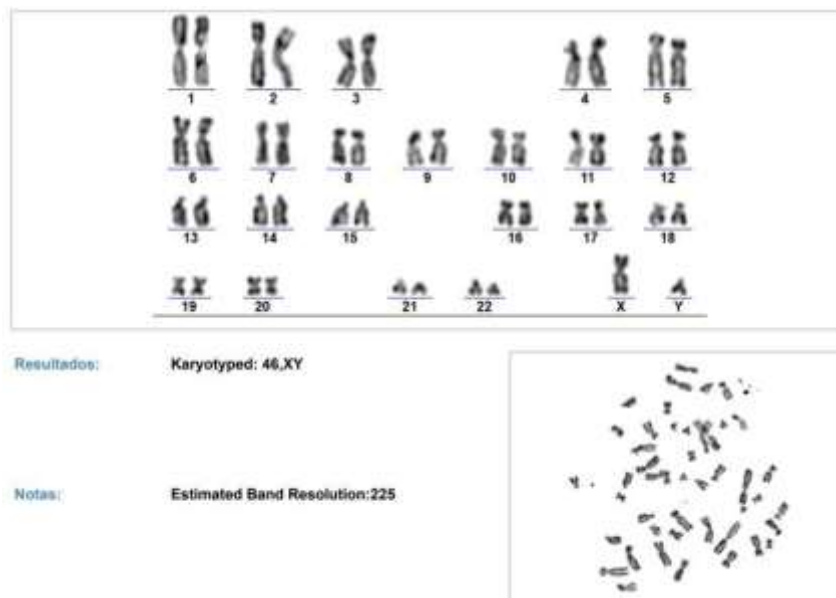 1 2 3 4 5
6 7 8 9 10 11 12
13 14 15 16 17 18
19 20 21 22 X Y
Resultados: Karyotyped: 46,XY
Notas: Estimated Band Resolution:225